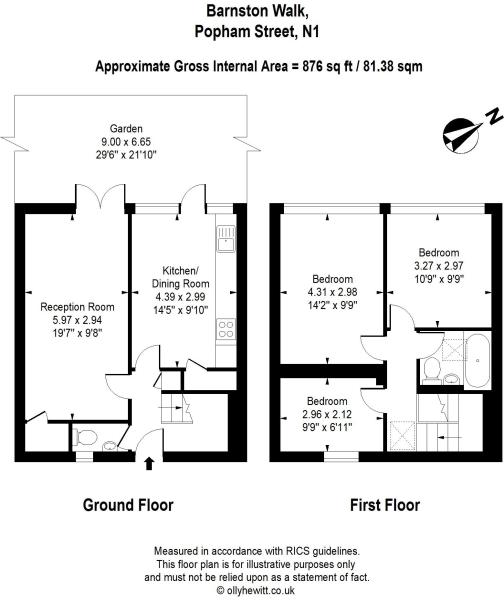 Barnston Walk,
Popham Street, N1
Approximate Gross Internal Area = 876 sq ft / 81.38 sqm
N
Garden
9.00 x 6.65
29'6" x 21'10"
Kitchen/
Dining Room
4.39 x 2.99
14'5" x 9'10"
Reception Room
5.97 x 2.94
19'7" x 9'8"
Bedroom
3.27 x 2.97
10'9" x 9'9"
Bedroom
4.31 x 2.98
14'2" x 9'9"
Bedroom
2.96 x 2.12
9'9" x 6'11"
Ground Floor
First Floor
Measured in accordance with RICS guidelines.
This floor plan is for illustrative purposes only
and must not be relied upon as a statement of fact.
© ollyhewitt.co.uk